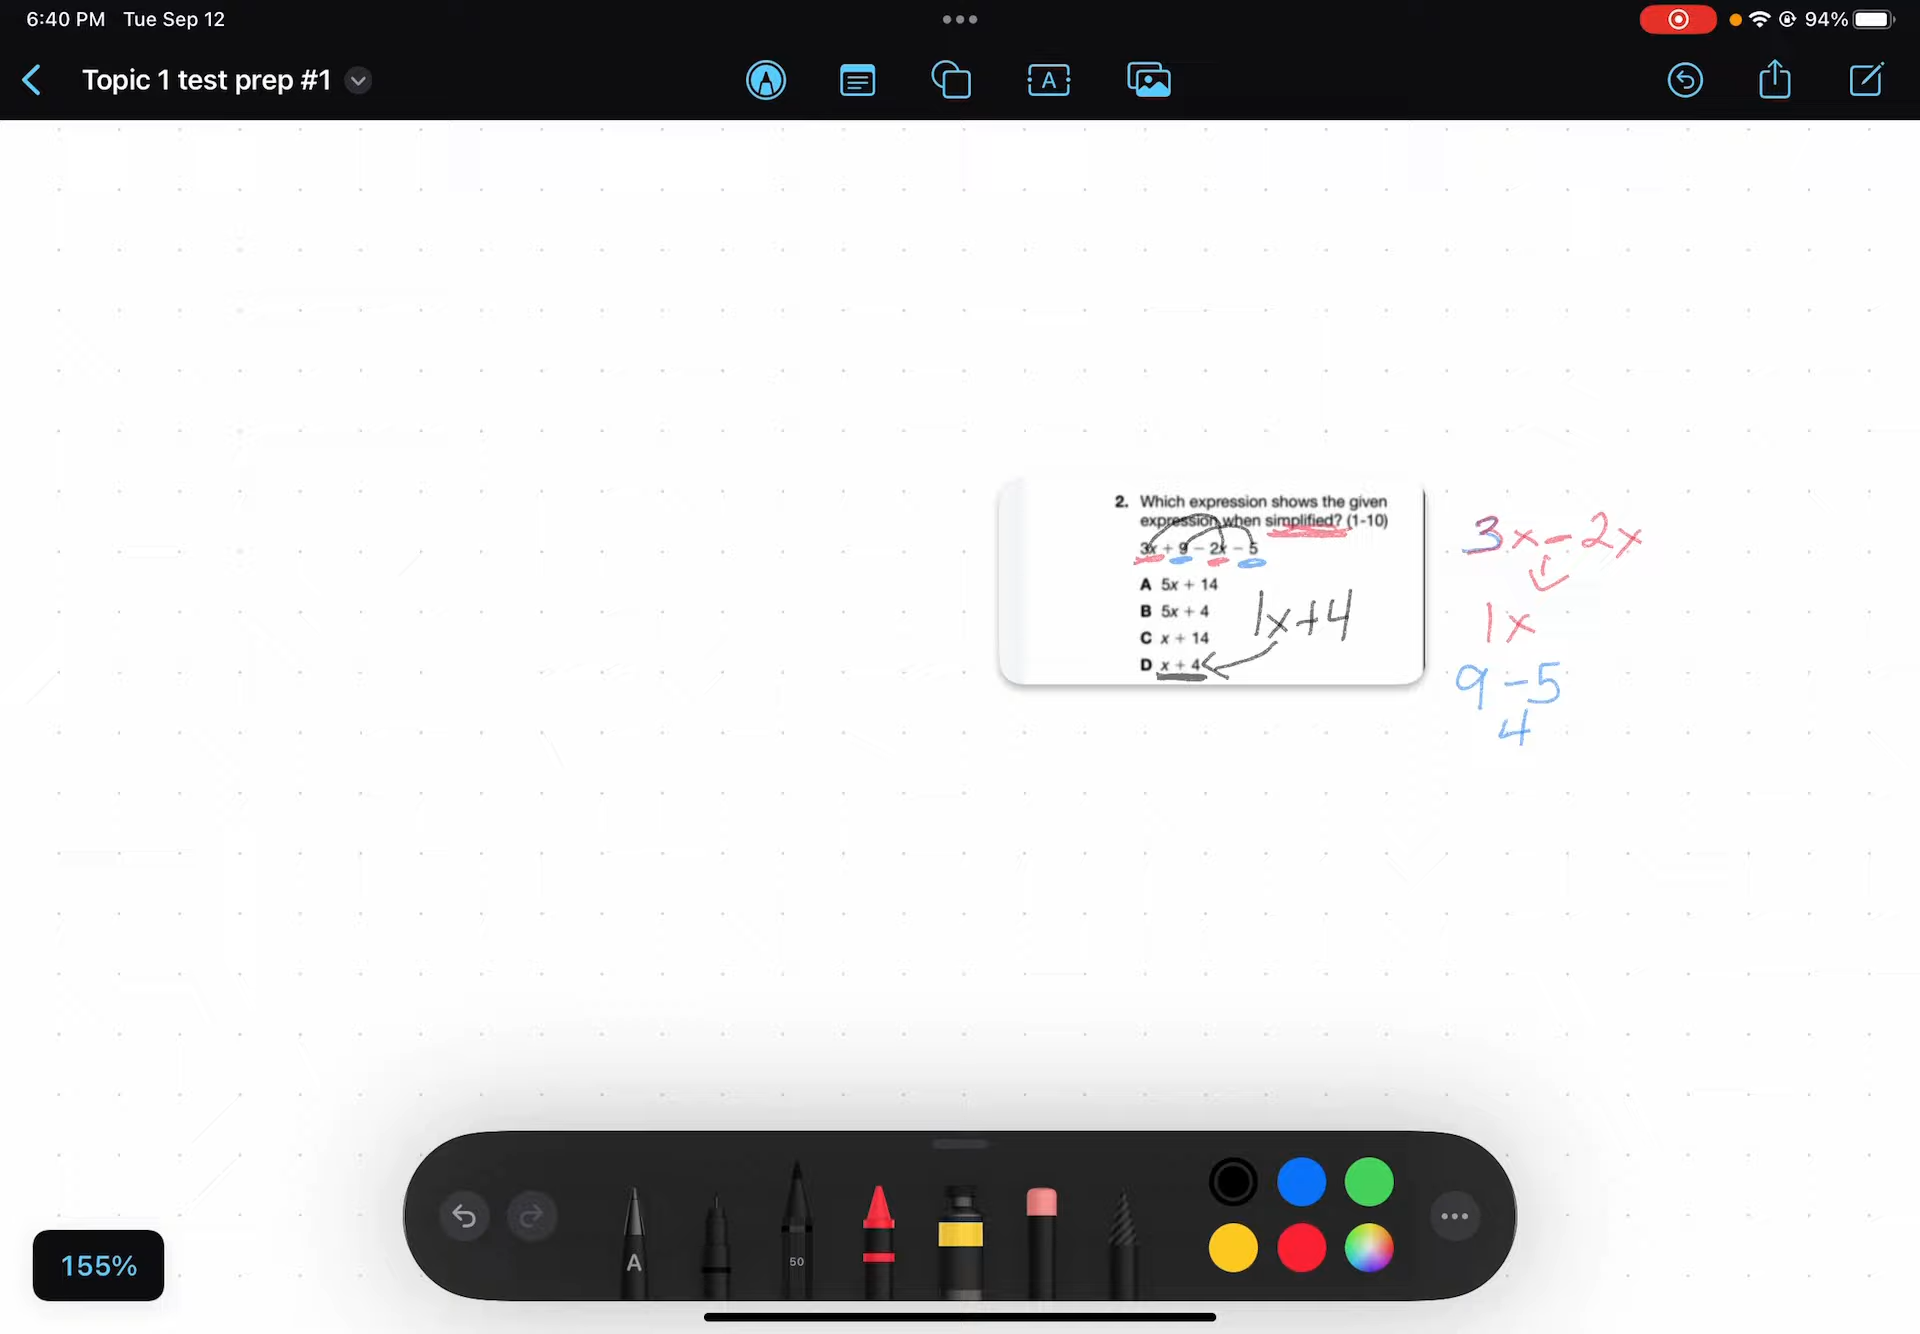 6:40 PM Tue Sep 12
94%
Topic 1 test prep #1
A
2. Which expression shows the given
expression when simplified? (1-10)
3x + 9 − 2x − 5
A 5x + 14
B 5x + 4
C x + 14
D x + 4
1x+4
3x − 2x
1x
9 − 5
4
A
50
155%